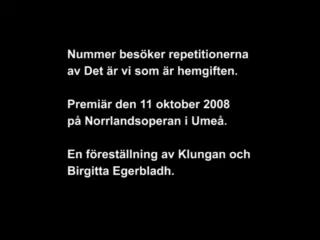 Nummer besöker repetitionerna
av Det är vi som är hemgiften.
Premiär den 11 oktober 2008
på Norrlandsoperan i Umeå.
En föreställning av Klungan och
Birgitta Egerbladh.